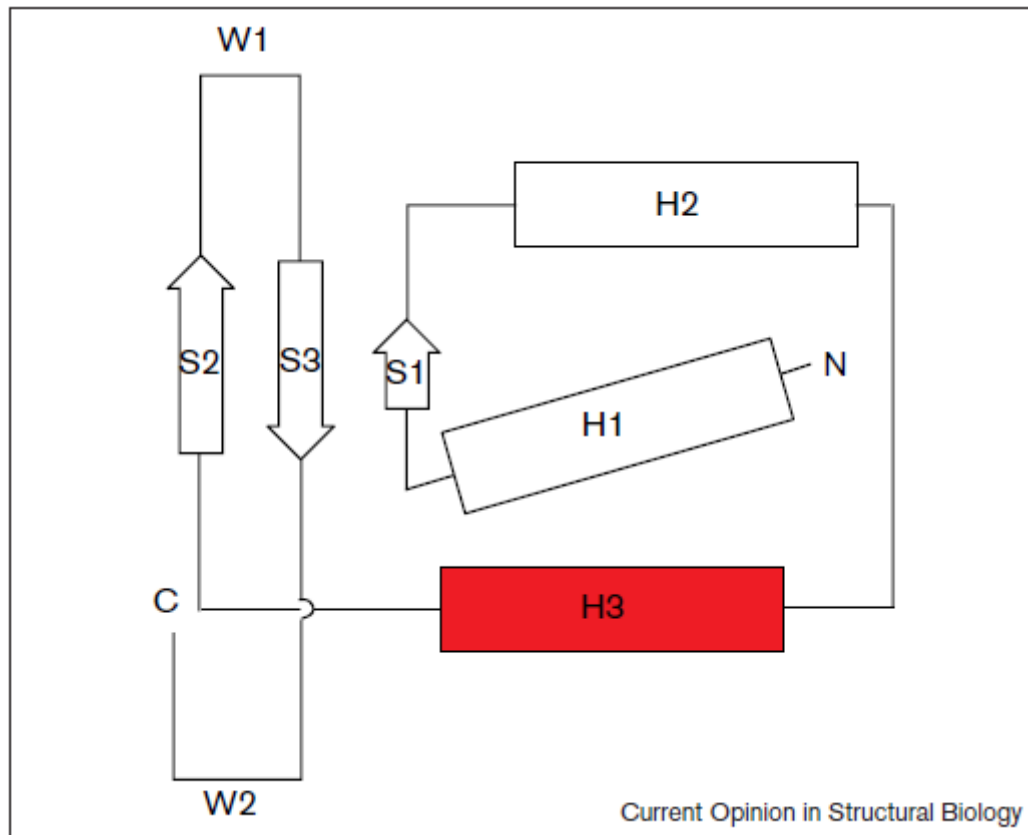 W1
H2
S2
S3
S1
N
H1
C
H3
W2
Current Opinion in Structural Biology